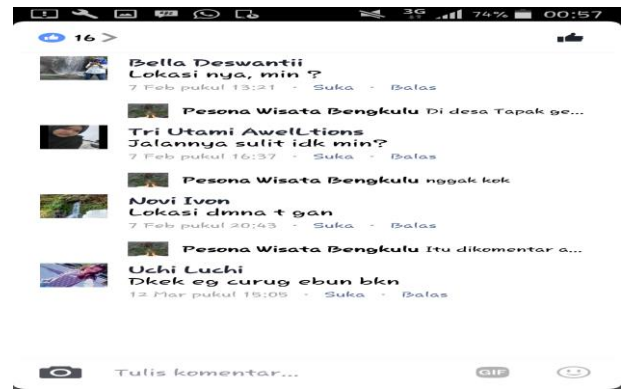 3G 74% 00:57
16 >
Bella Deswantii
Lokasi nya, min ?
7 Feb pukul 13:21 · Suka · Balas
Pesona Wisata Bengkulu Di desa Tapak ge...
Tri Utami AwelLtions
Jalannya sulit idk min?
7 Feb pukul 16:37 · Suka · Balas
Pesona Wisata Bengkulu nggak kok
Novi Ivon
Lokasi dmna t gan
7 Feb pukul 20:43 · Suka · Balas
Pesona Wisata Bengkulu Itu dikomentar a...
Uchi Luchi
Dkek eg curug ebun bkn
12 Mar pukul 15:05 · Suka · Balas
Tulis komentar...
GIF